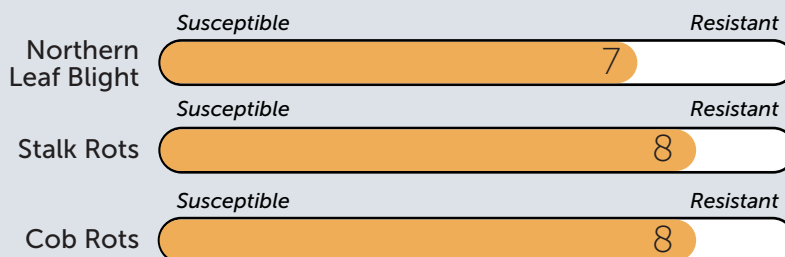 Susceptible Resistant
Northern
Leaf Blight
7
Susceptible Resistant
Stalk Rots
8
Susceptible Resistant
Cob Rots
8